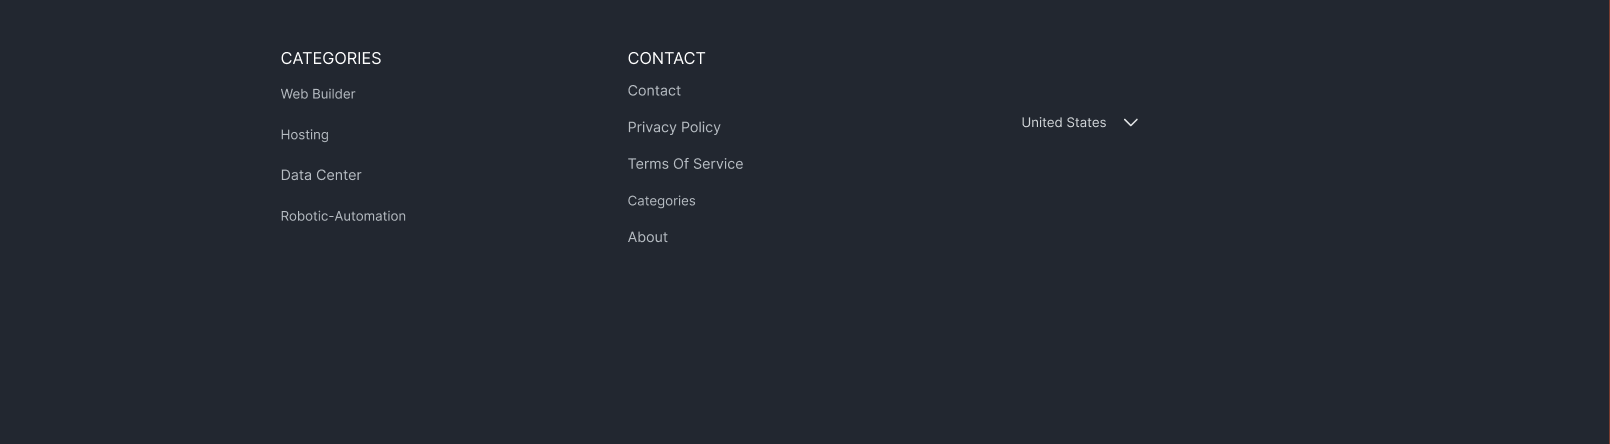 CATEGORIES
Web Builder
Hosting
Data Center
Robotic-Automation
CONTACT
Contact
Privacy Policy
Terms Of Service
Categories
About
United States